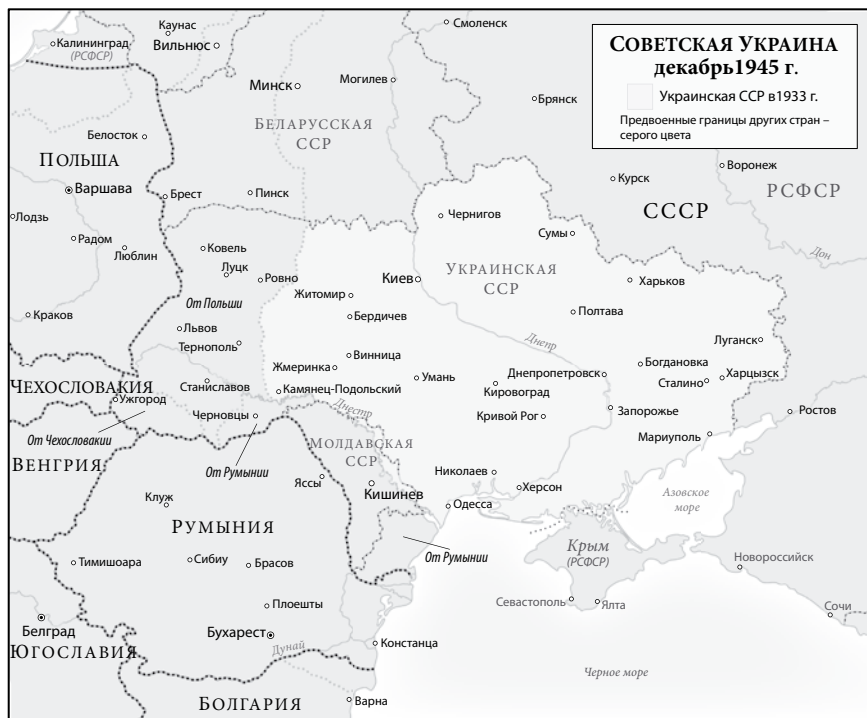 СОВЕТСКАЯ УКРАИНА
декабрь1945 г.
Украинская ССР в1933 г.
Предвоенные границы других стран –
серого цвета
Каунас
Калининград
(РСФСР)
Вильнюс
Смоленск
Минск
Могилев
Брянск
БЕЛАРУССКАЯ
ССР
Белосток
ПОЛЬША
Варшава
Брест
Пинск
Воронеж
Курск
РСФСР
СССР
Лодзь
Чернигов
Сумы
Радом
Люблин
Ковель
Луцк
Ровно
Дон
Киев
УКРАИНСКАЯ
ССР
Харьков
От Польши
Житомир
Полтава
Краков
Бердичев
Львов
Тернополь
Днепр
Луганск
Винница
Жмеринка
Богдановка
ЧЕХОСЛОВАКИЯ
Станиславов
Умань
Днепропетровск
Сталино
Харцызск
Ужгород
Камянец-Подольский
Кировоград
Черновцы
Днестр
Кривой Рог
Запорожье
Ростов
От Чехословакии
МОЛДАВСКАЯ
ССР
Мариуполь
ВЕНГРИЯ
От Румынии
Яссы
Кишинев
Николаев
Херсон
Клуж
Одесса
Азовское
море
РУМЫНИЯ
От Румынии
Крым
(РСФСР)
Тимишоара
Сибиу
Брасов
Новороссийск
Плоешты
Севастополь
Ялта
Сочи
Белград
Бухарест
Дунай
Констанца
ЮГОСЛАВИЯ
Черное море
БОЛГАРИЯ
Варна